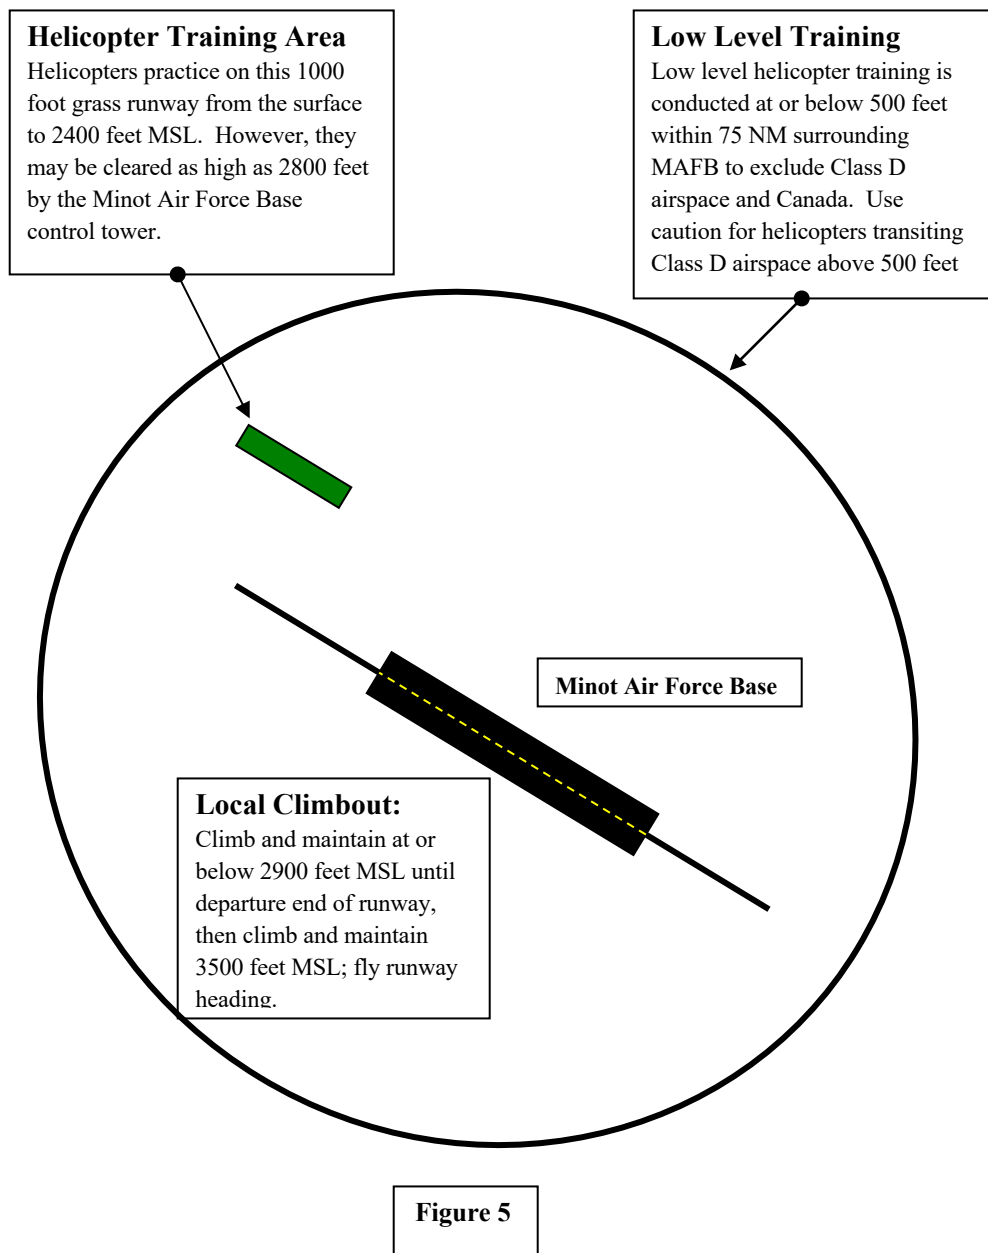 Helicopter Training Area
Helicopters practice on this 1000
foot grass runway from the surface
to 2400 feet MSL.  However, they
may be cleared as high as 2800 feet
by the Minot Air Force Base
control tower.
Low Level Training
Low level helicopter training is
conducted at or below 500 feet
within 75 NM surrounding
MAFB to exclude Class D
airspace and Canada.  Use
caution for helicopters transiting
Class D airspace above 500 feet
Minot Air Force Base
Local Climbout:
Climb and maintain at or
below 2900 feet MSL until
departure end of runway,
then climb and maintain
3500 feet MSL; fly runway
heading.
Figure 5